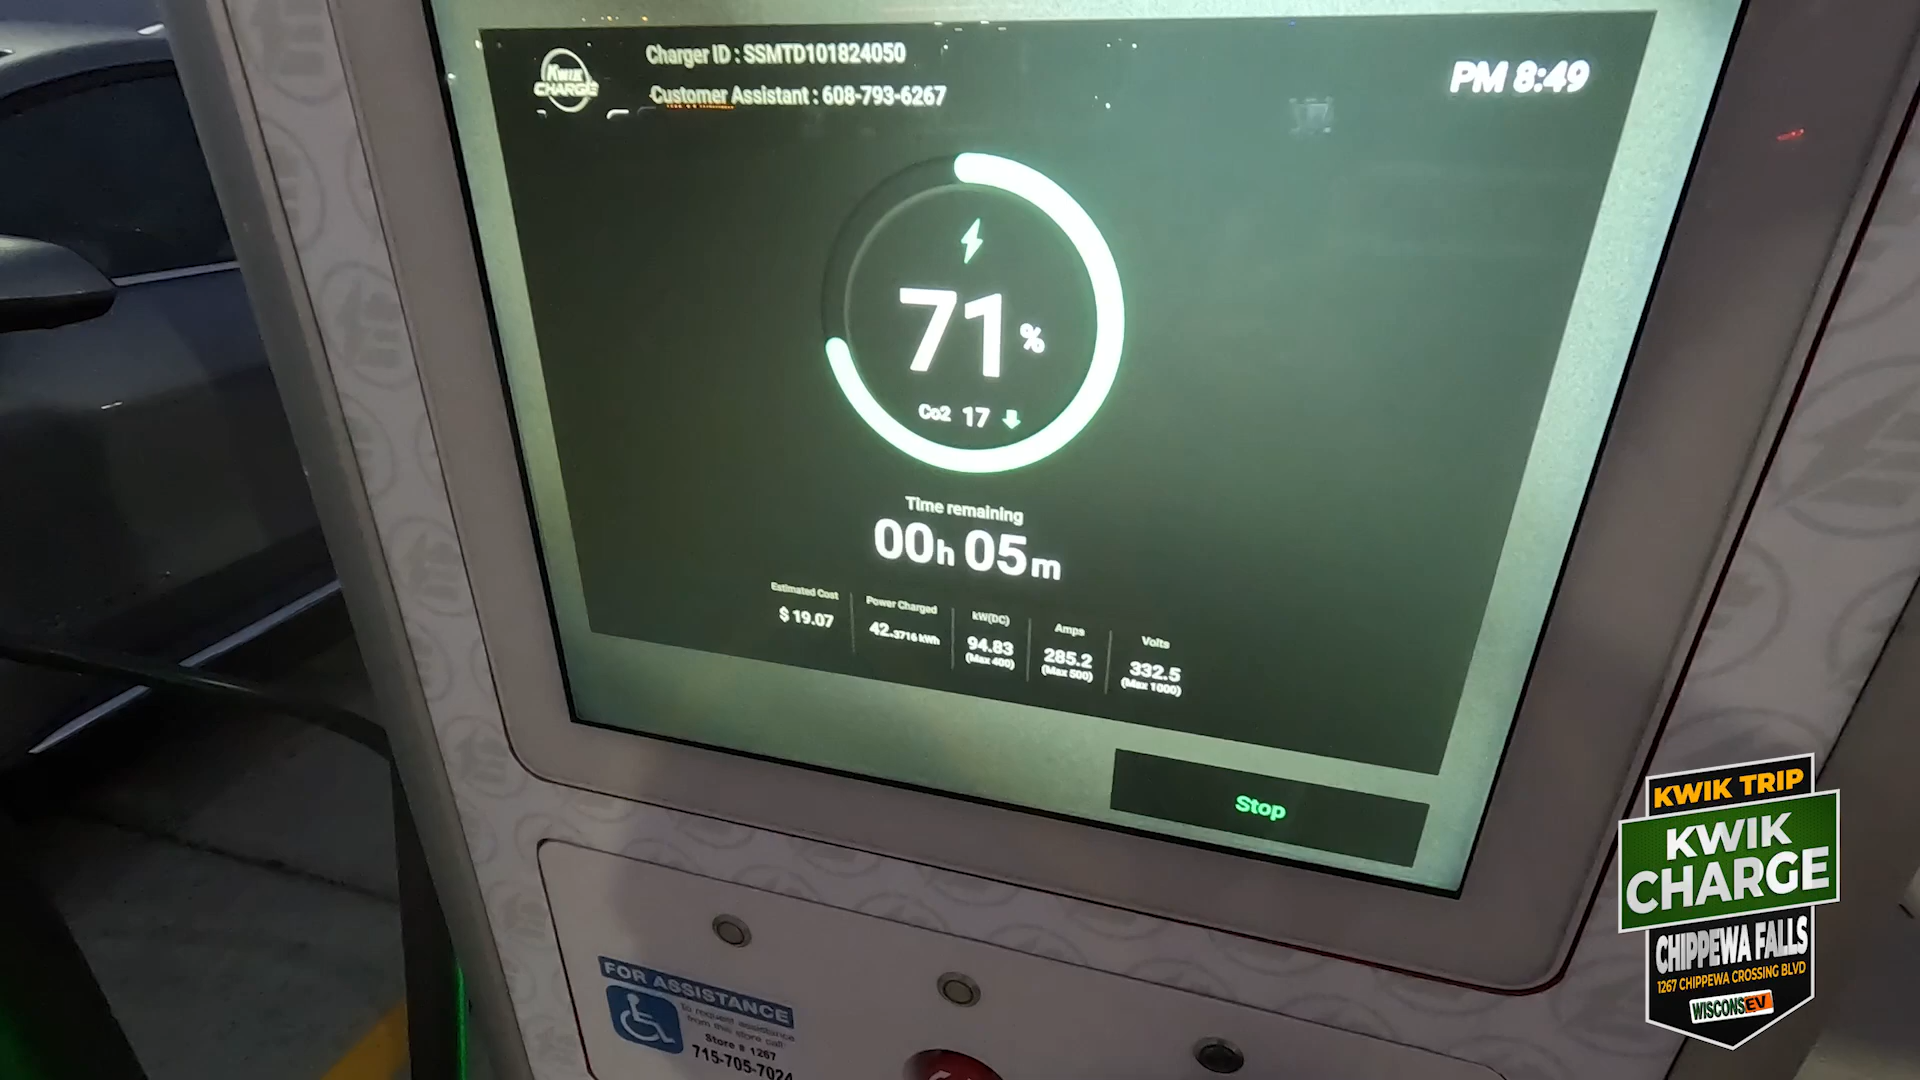 KWIK
CHARGE
Charger ID : SSMTD101824050
Customer Assistant : 608-793-6267
PM 8:49
71 %
Co2 17
Time remaining
00h 05m
Estimated Cost
$ 19.07
Power Charged
42.3716 kWh
kW(DC)
94.83
(Max 400)
Amps
285.2
(Max 500)
Volts
332.5
(Max 1000)
Stop
FOR ASSISTANCE
to request assistance
from this store call:
Store # 1267
715-705-7024
KWIK TRIP
KWIK
CHARGE
CHIPPEWA FALLS
1267 CHIPPEWA CROSSING BLVD
WISCONSEV